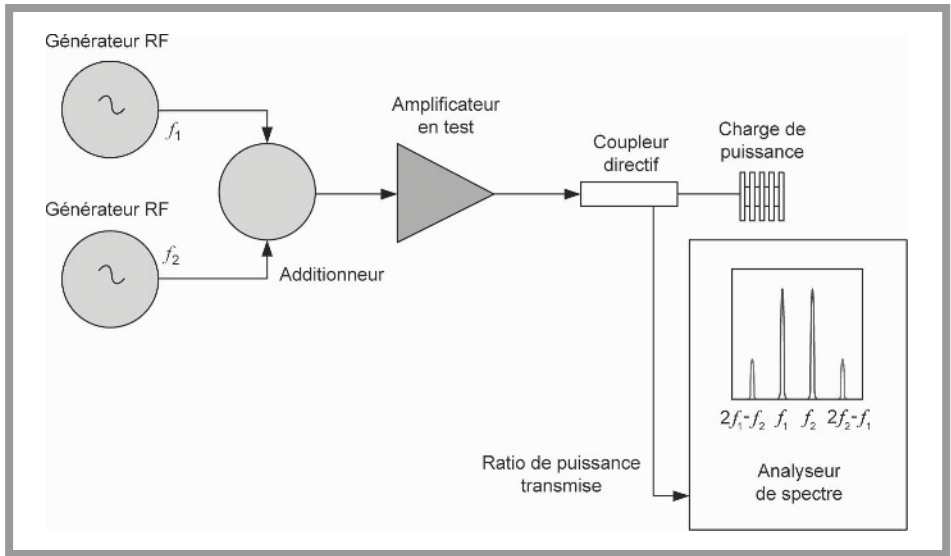 Générateur RF
f₁
Générateur RF
f₂
Additionneur
Amplificateur
en test
Coupleur
directif
Charge de
puissance
2f₁-f₂ f₁ f₂ 2f₂-f₁
Ratio de puissance
transmise
Analyseur
de spectre